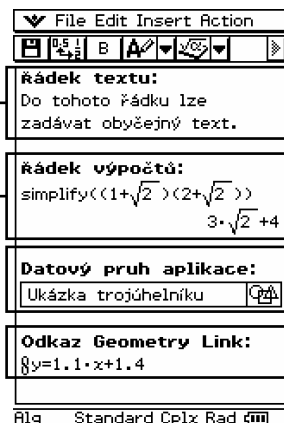 File Edit Insert Action
B
Řádek textu:
Do tohoto řádku lze
zadávat obyčejný text.
Řádek výpočtů:
simplify((1+√2)(2+√2))
3·√2+4
Datový pruh aplikace:
Ukázka trojúhelníku
Odkaz Geometry Link:
y=1.1·x+1.4
Alg Standard Cplx Rad